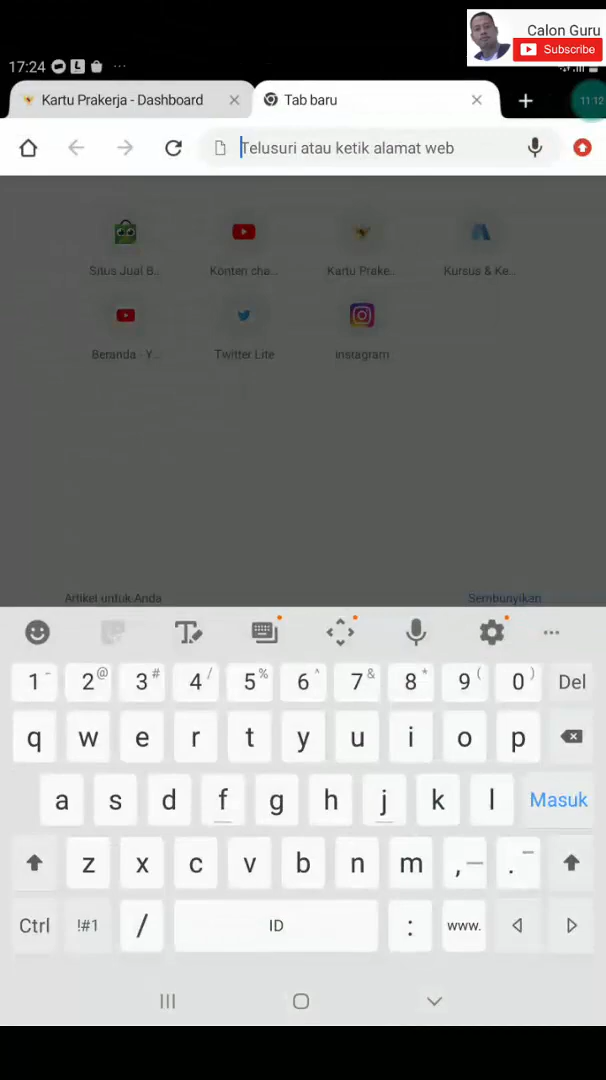 Calon Guru
Subscribe
17:24
11:12
Kartu Prakerja - Dashboard
Tab baru
Telusuri atau ketik alamat web
Situs Jual B...
Konten cha...
Kartu Prake...
Kursus & Ke...
Beranda - Y...
Twitter Lite
instagram
Artikel untuk Anda
Sembunyikan
1 - 2 @ 3 # 4 / 5 % 6 ^ 7 & 8 * 9 ( 0 ) Del
q w e r t y u i o p
a s d f g h j k l Masuk
z x c v b n m , .
Ctrl !#1 / ID : www.